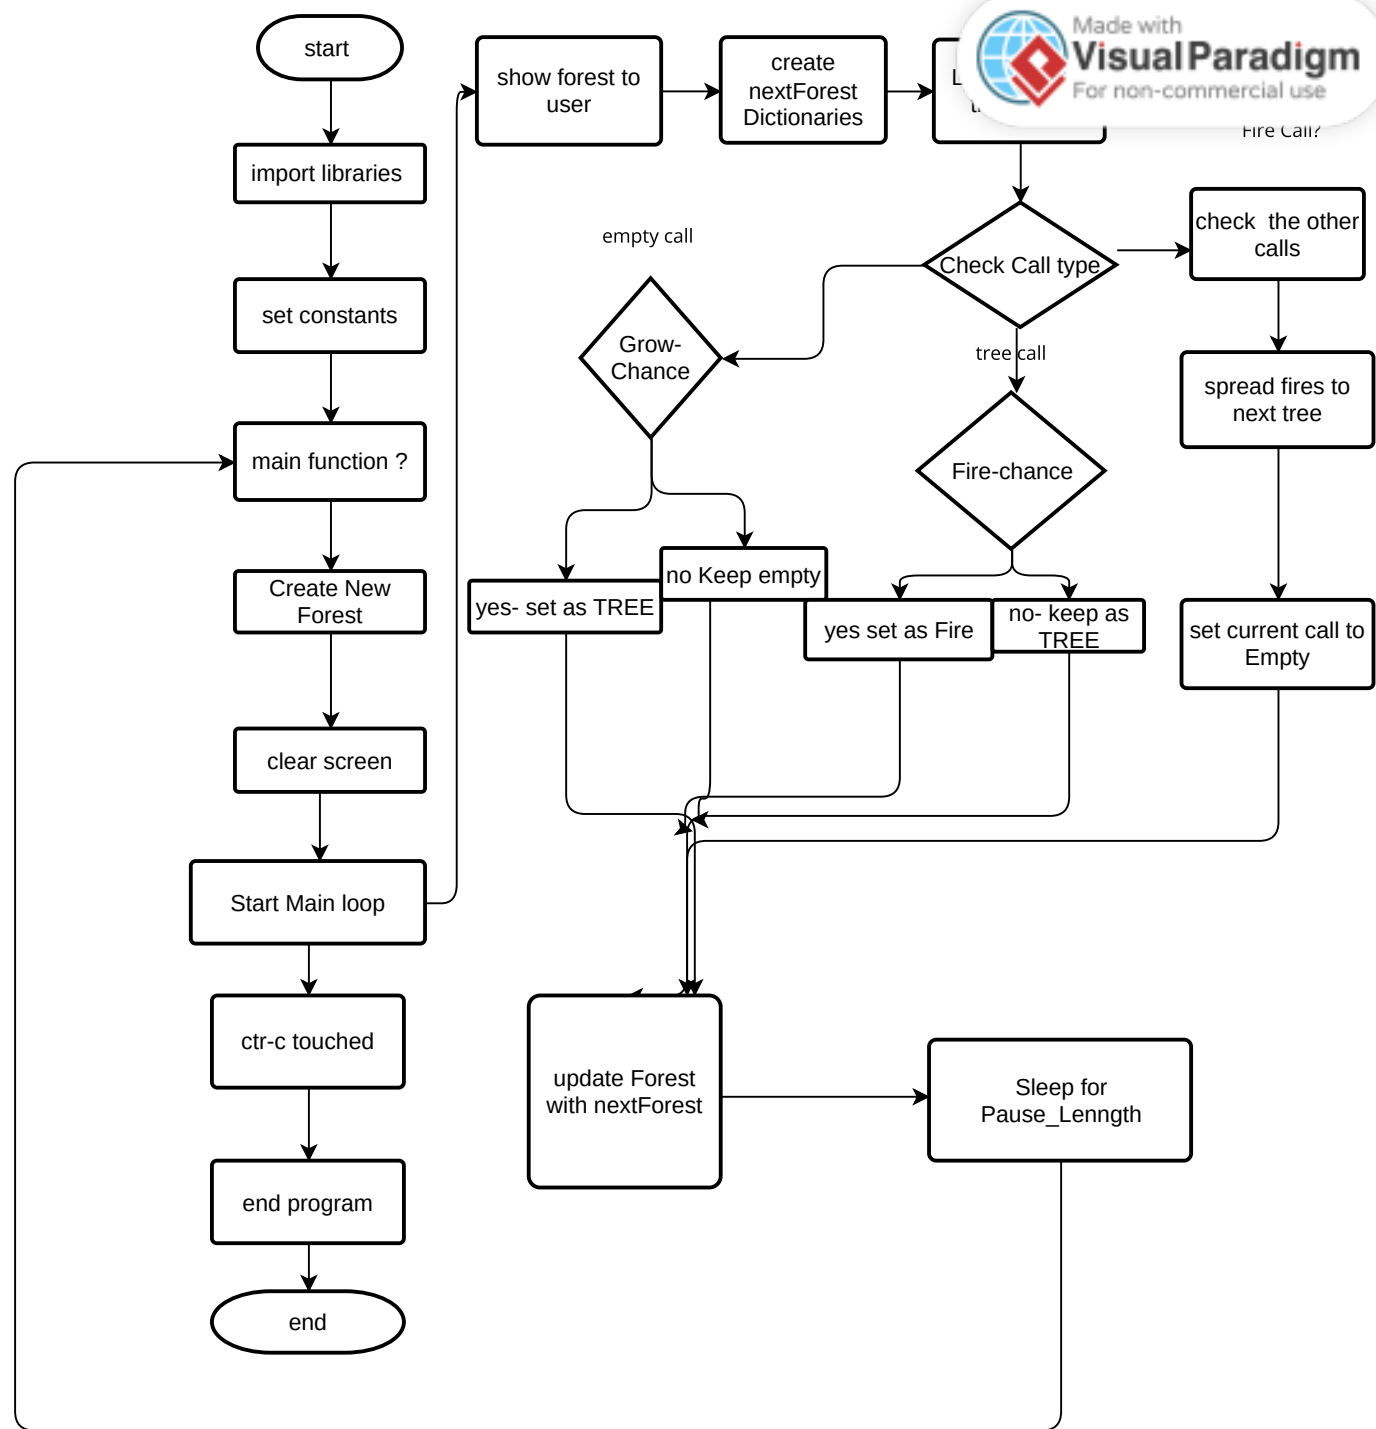 start
import libraries
set constants
main function ?
Create New
Forest
clear screen
Start Main loop
ctr-c touched
end program
end
show forest to
user
create
nextForest
Dictionaries
Made with
Visual Paradigm
For non-commercial use
Fire Call?
check  the other
calls
empty call
Check Call type
Grow-
Chance
tree call
spread fires to
next tree
Fire-chance
no Keep empty
yes- set as TREE
yes set as Fire
no- keep as
TREE
set current call to
Empty
update Forest
with nextForest
Sleep for
Pause_Lenngth